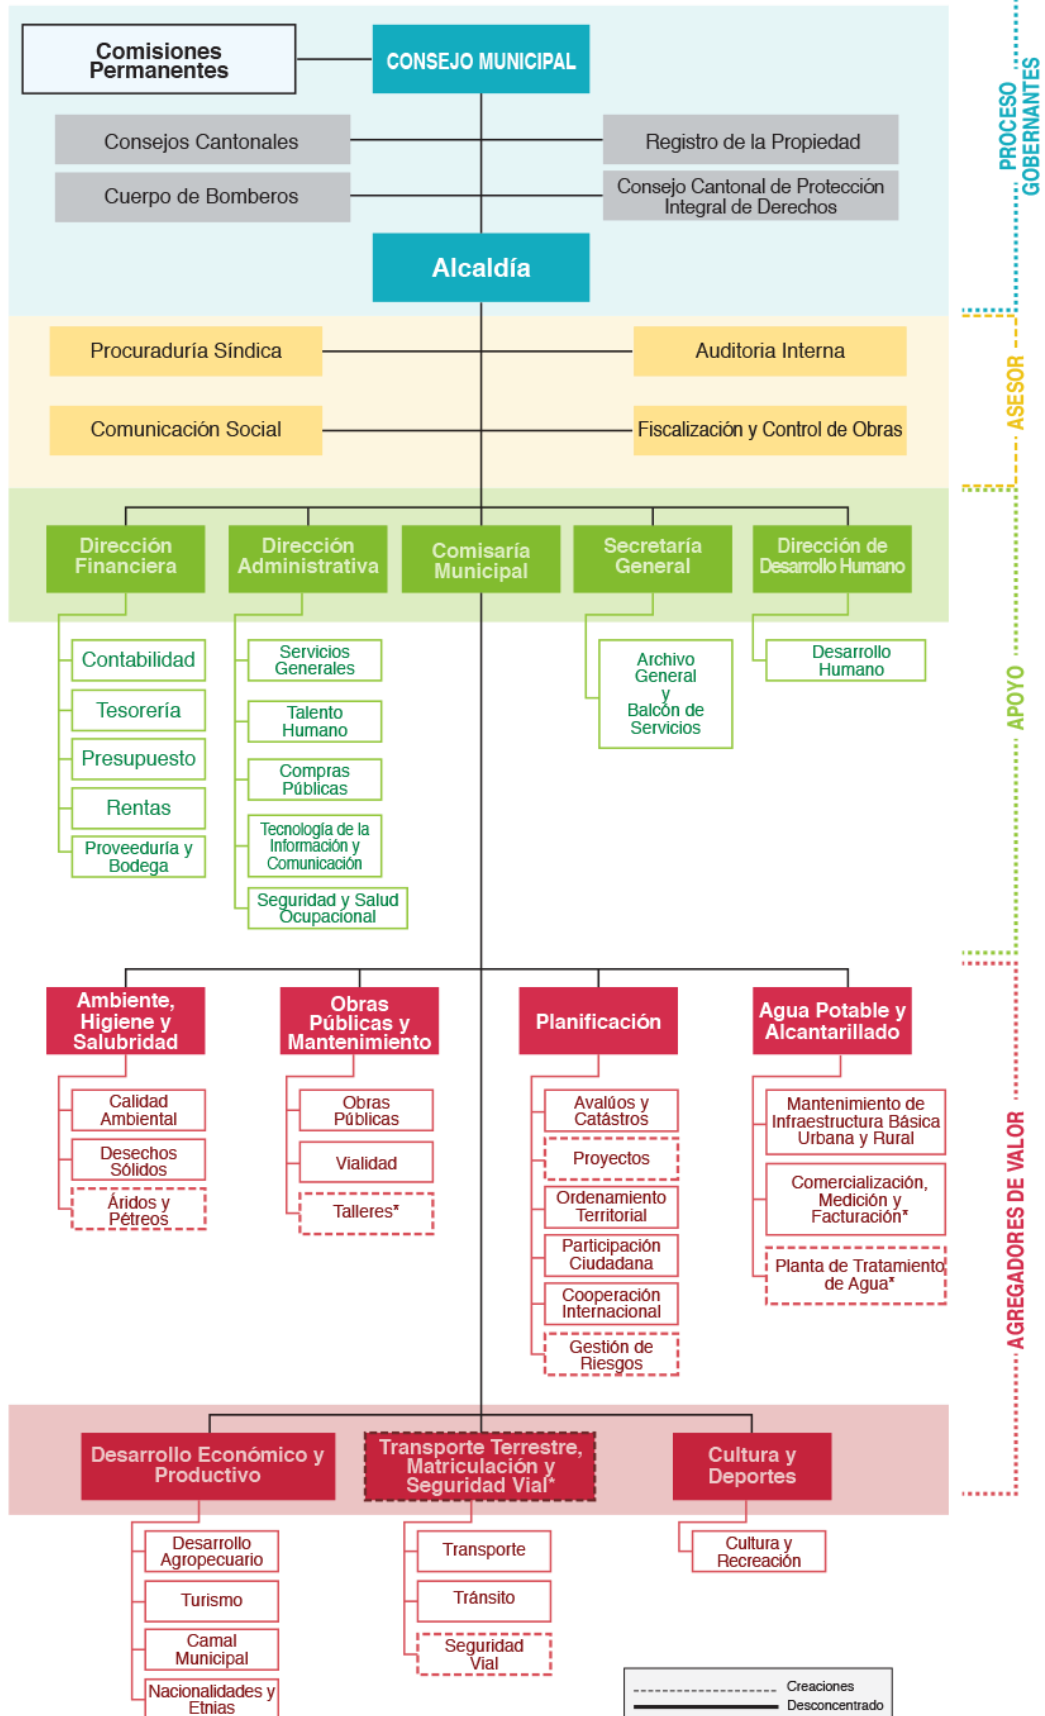 Comisiones
Permanentes
CONSEJO MUNICIPAL
Consejos Cantonales
Registro de la Propiedad
Cuerpo de Bomberos
Consejo Cantonal de Protección
Integral de Derechos
Alcaldía
PROCESO
GOBERNANTES
Procuraduría Síndica
Auditoria Interna
Comunicación Social
Fiscalización y Control de Obras
ASESOR
Dirección
Financiera
Dirección
Administrativa
Comisaría
Municipal
Secretaría
General
Dirección de
Desarrollo Humano
Contabilidad
Tesorería
Presupuesto
Rentas
Proveeduría y
Bodega
Servicios
Generales
Talento
Humano
Compras
Públicas
Tecnología de la
Información y
Comunicación
Seguridad y Salud
Ocupacional
Archivo
General
y
Balcón de
Servicios
Desarrollo
Humano
APOYO
Ambiente,
Higiene y
Salubridad
Obras
Públicas y
Mantenimiento
Planificación
Agua Potable y
Alcantarillado
Calidad
Ambiental
Desechos
Sólidos
Áridos y
Pétreos
Obras
Públicas
Vialidad
Talleres*
Avalúos y
Catástros
Proyectos
Ordenamiento
Territorial
Participación
Ciudadana
Cooperación
Internacional
Gestión de
Riesgos
Mantenimiento de
Infraestructura Básica
Urbana y Rural
Comercialización,
Medición y
Facturación*
Planta de Tratamiento
de Agua*
AGREGADORES DE VALOR
Desarrollo Económico y
Productivo
Transporte Terrestre,
Matriculación y
Seguridad Vial*
Cultura y
Deportes
Desarrollo
Agropecuario
Turismo
Camal
Municipal
Nacionalidades y
Etnias
Transporte
Tránsito
Seguridad
Vial
Cultura y
Recreación
Creaciones
Desconcentrado